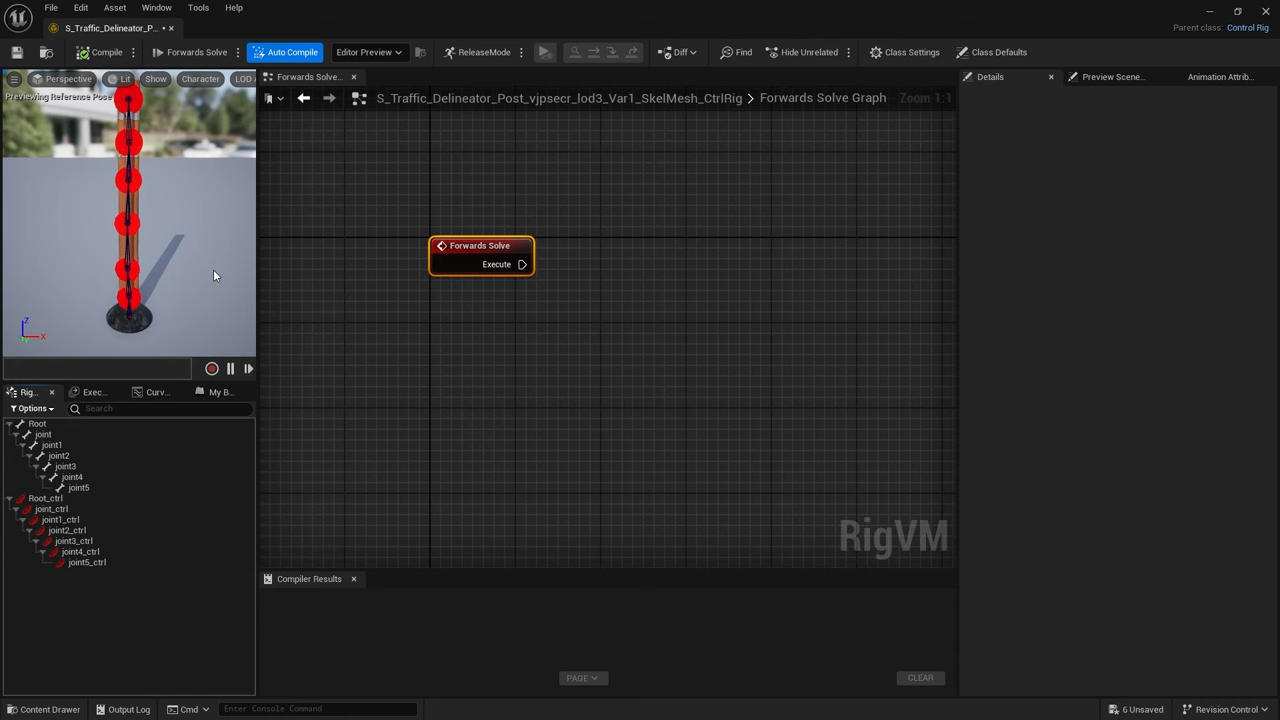 File Edit Asset Window Tools Help
S_Traffic_Delineator_P...
Parent class: Control Rig
Compile Forwards Solve Auto Compile Editor Preview ReleaseMode Diff Find Hide Unrelated Class Settings Class Defaults
Perspective Lit Show Character LOD
Previewing Reference Pose
Forwards Solve...
Details
Preview Scene...
Animation Attrib...
S_Traffic_Delineator_Post_vjpsecr_lod3_Var1_SkelMesh_CtrlRig > Forwards Solve Graph
Zoom 1:1
Forwards Solve
Execute
Z
X
Rig...
Exec...
Curv...
My B...
Options
Search
Root
joint
joint1
joint2
joint3
joint4
joint5
Root_ctrl
joint_ctrl
joint1_ctrl
joint2_ctrl
joint3_ctrl
joint4_ctrl
joint5_ctrl
RigVM
Compiler Results
PAGE
CLEAR
Content Drawer
Output Log
Cmd
Enter Console Command
6 Unsaved
Revision Control